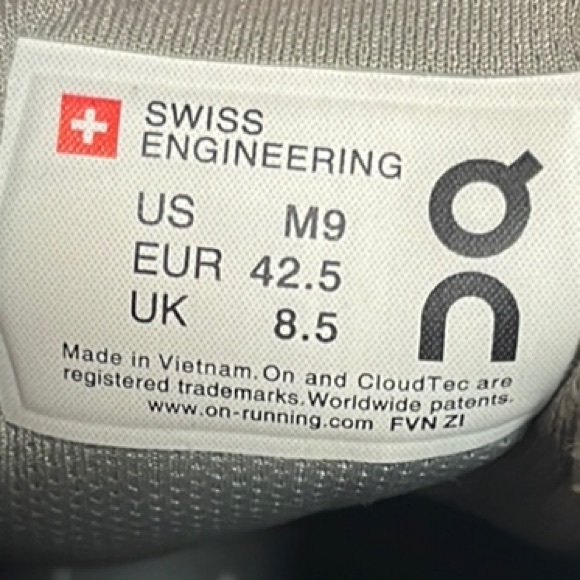 SWISS
ENGINEERING
US M9
EUR 42.5
UK 8.5
On
Made in Vietnam. On and CloudTec are
registered trademarks. Worldwide patents.
www.on-running.com FVN ZI